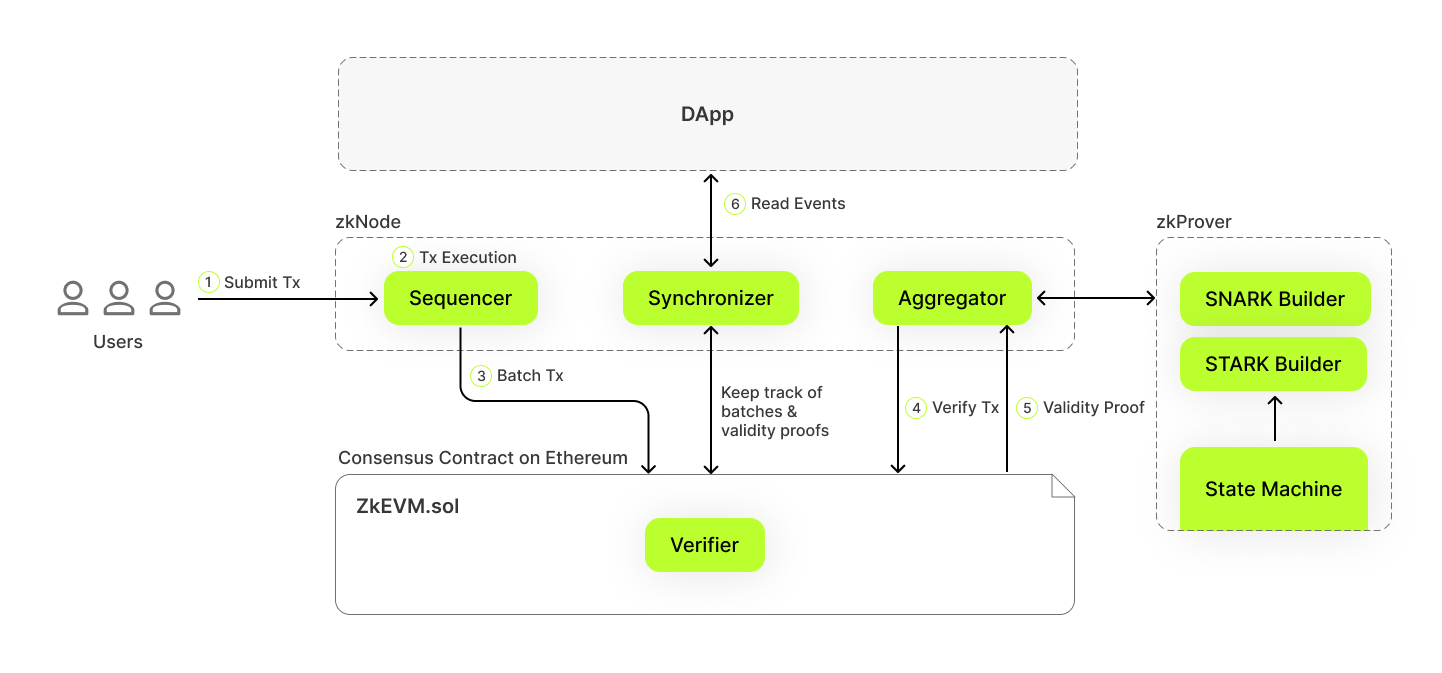 DApp
6 Read Events
zkNode
zkProver
2 Tx Execution
1 Submit Tx
Sequencer
Synchronizer
Aggregator
SNARK Builder
Users
STARK Builder
3 Batch Tx
Keep track of
batches &
validity proofs
4 Verify Tx
5 Validity Proof
Consensus Contract on Ethereum
State Machine
ZkEVM.sol
Verifier